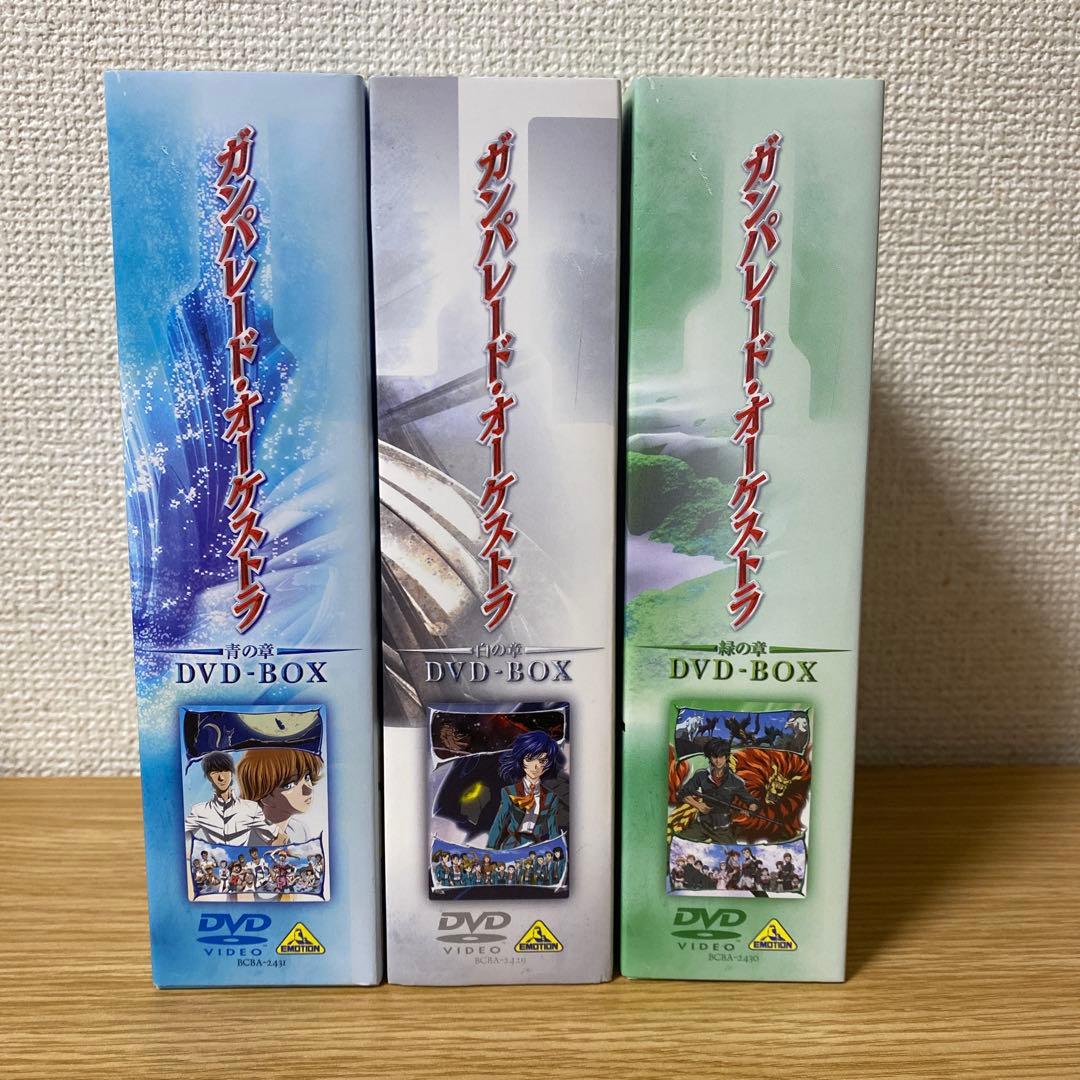 ガンパレード・オーケストラ
青の章
DVD-BOX
DVD
VIDEO
EMOTION
BCBA-2431
ガンパレード・オーケストラ
白の章
DVD-BOX
DVD
VIDEO
EMOTION
BCBA-2429
ガンパレード・オーケストラ
緑の章
DVD-BOX
DVD
VIDEO
EMOTION
BCBA-2430